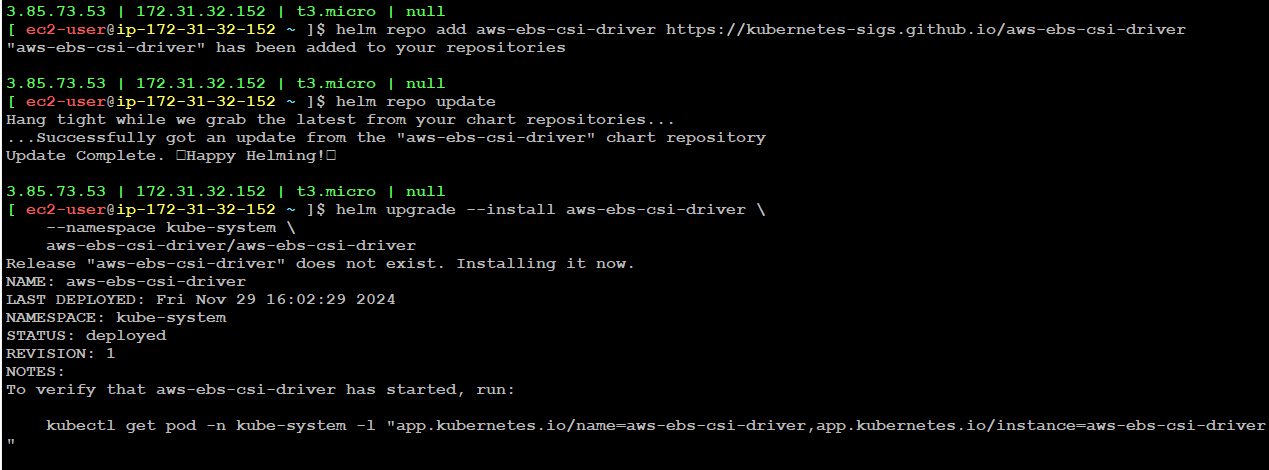 3.85.73.53 | 172.31.32.152 | t3.micro | null
[ ec2-user@ip-172-31-32-152 ~ ]$ helm repo add aws-ebs-csi-driver https://kubernetes-sigs.github.io/aws-ebs-csi-driver
"aws-ebs-csi-driver" has been added to your repositories
3.85.73.53 | 172.31.32.152 | t3.micro | null
[ ec2-user@ip-172-31-32-152 ~ ]$ helm repo update
Hang tight while we grab the latest from your chart repositories...
...Successfully got an update from the "aws-ebs-csi-driver" chart repository
Update Complete. □Happy Helming!□
3.85.73.53 | 172.31.32.152 | t3.micro | null
[ ec2-user@ip-172-31-32-152 ~ ]$ helm upgrade --install aws-ebs-csi-driver \
    --namespace kube-system \
    aws-ebs-csi-driver/aws-ebs-csi-driver
Release "aws-ebs-csi-driver" does not exist. Installing it now.
NAME: aws-ebs-csi-driver
LAST DEPLOYED: Fri Nov 29 16:02:29 2024
NAMESPACE: kube-system
STATUS: deployed
REVISION: 1
NOTES:
To verify that aws-ebs-csi-driver has started, run:
    kubectl get pod -n kube-system -l "app.kubernetes.io/name=aws-ebs-csi-driver,app.kubernetes.io/instance=aws-ebs-csi-driver
"